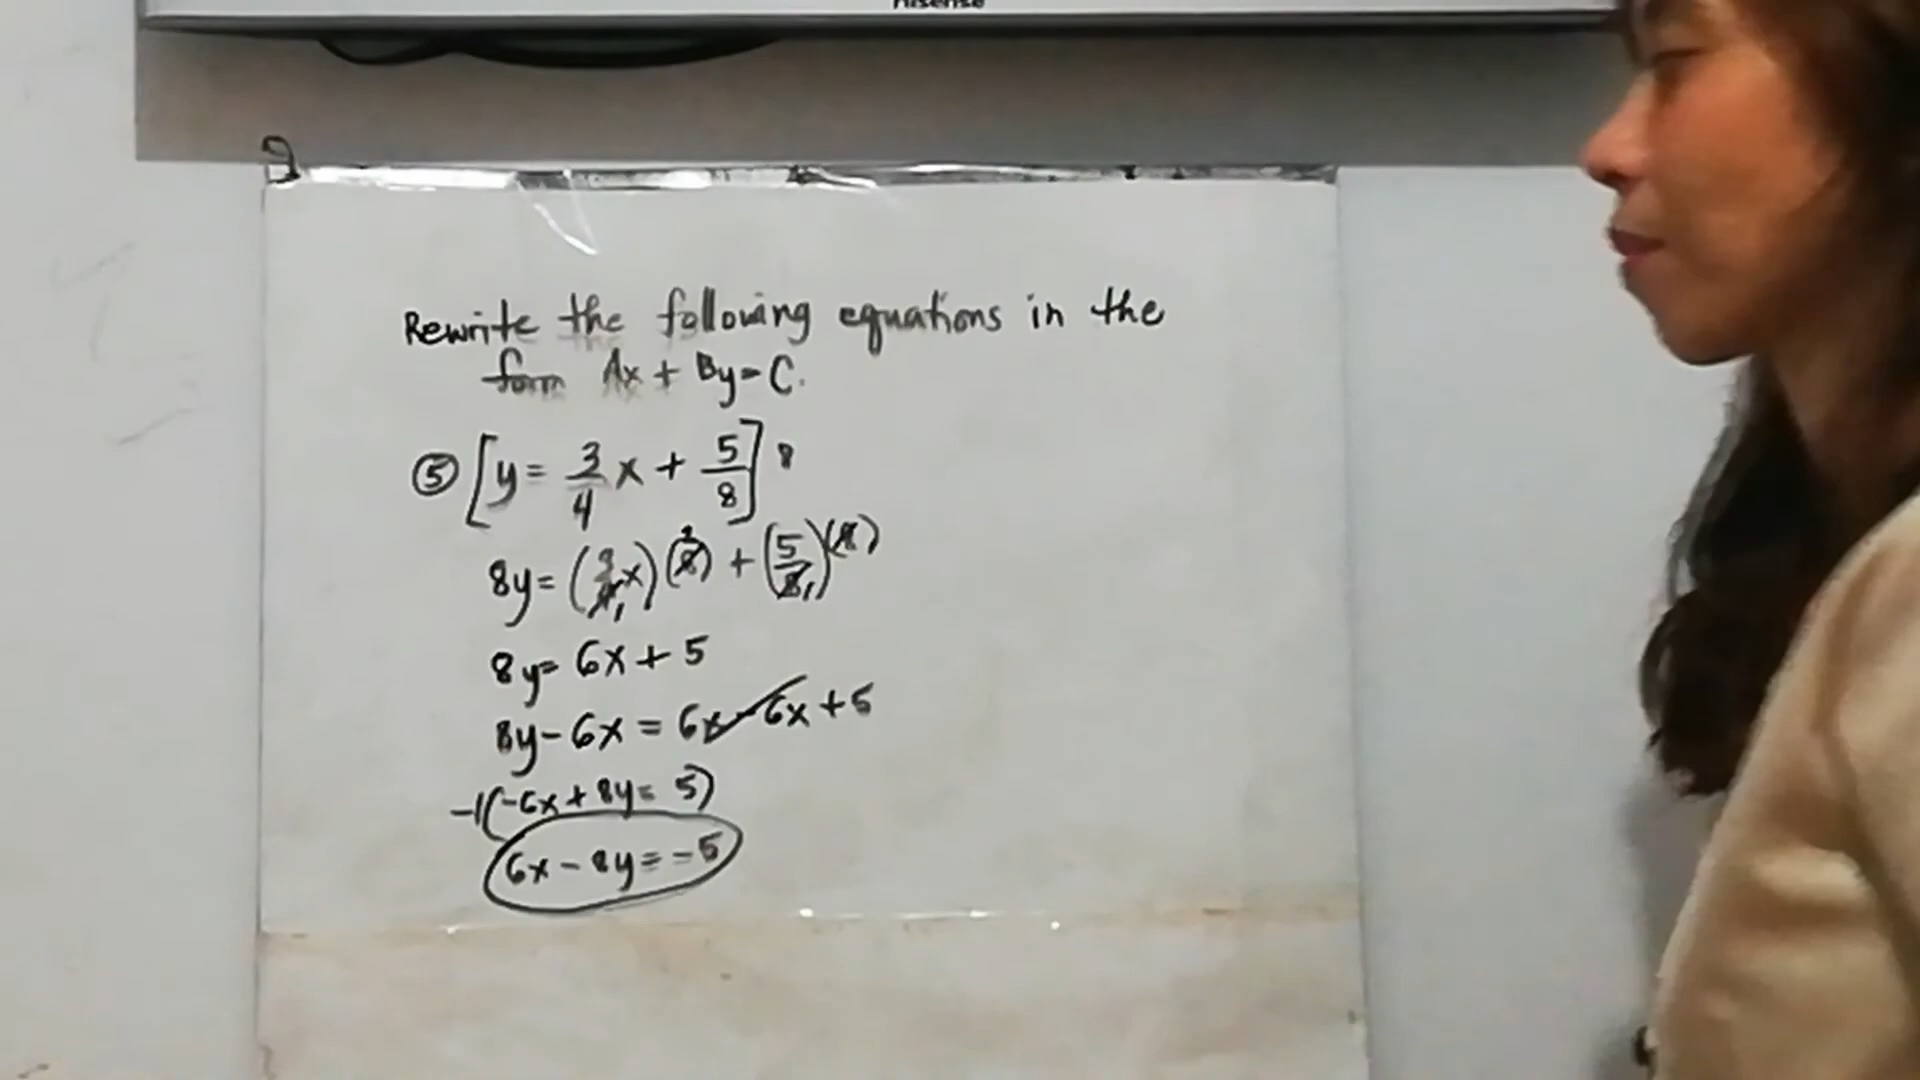 Hisense
Rewrite the following equations in the
form Ax + By = C.
⑤ [y = 3/4 x + 5/8] 8
8y = (3/4 x)(8) + (5/8)(8)
8y = 6x + 5
8y - 6x = 6x - 6x + 5
-1(-6x + 8y = 5)
6x - 8y = -5